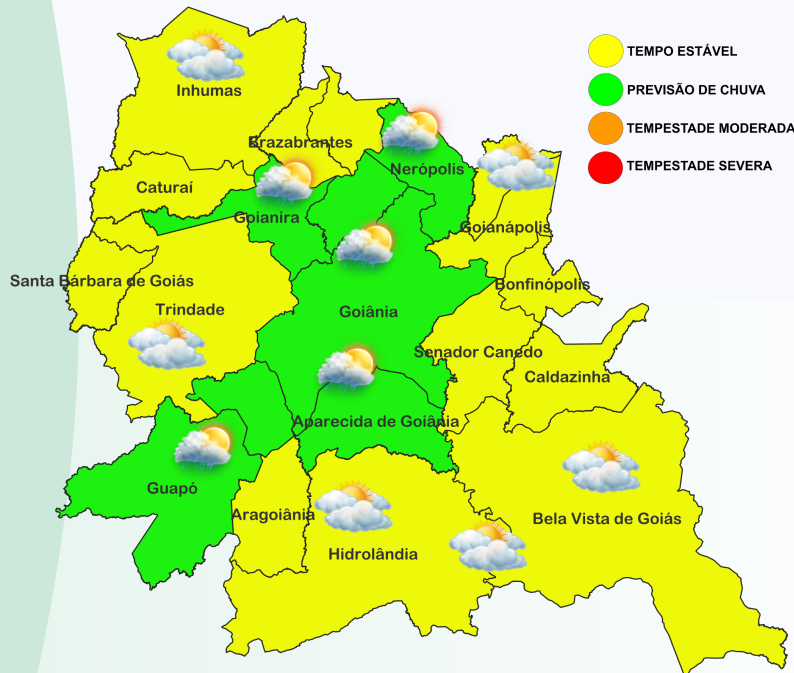 TEMPO ESTÁVEL
PREVISÃO DE CHUVA
TEMPESTADE MODERADA
TEMPESTADE SEVERA
Inhumas
Brazabrantes
Nerópolis
Caturaí
Goianira
Goianápolis
Santa Bárbara de Goiás
Bonfinópolis
Trindade
Goiânia
Senador Canedo
Caldazinha
Aparecida de Goiânia
Guapó
Aragoiânia
Bela Vista de Goiás
Hidrolândia